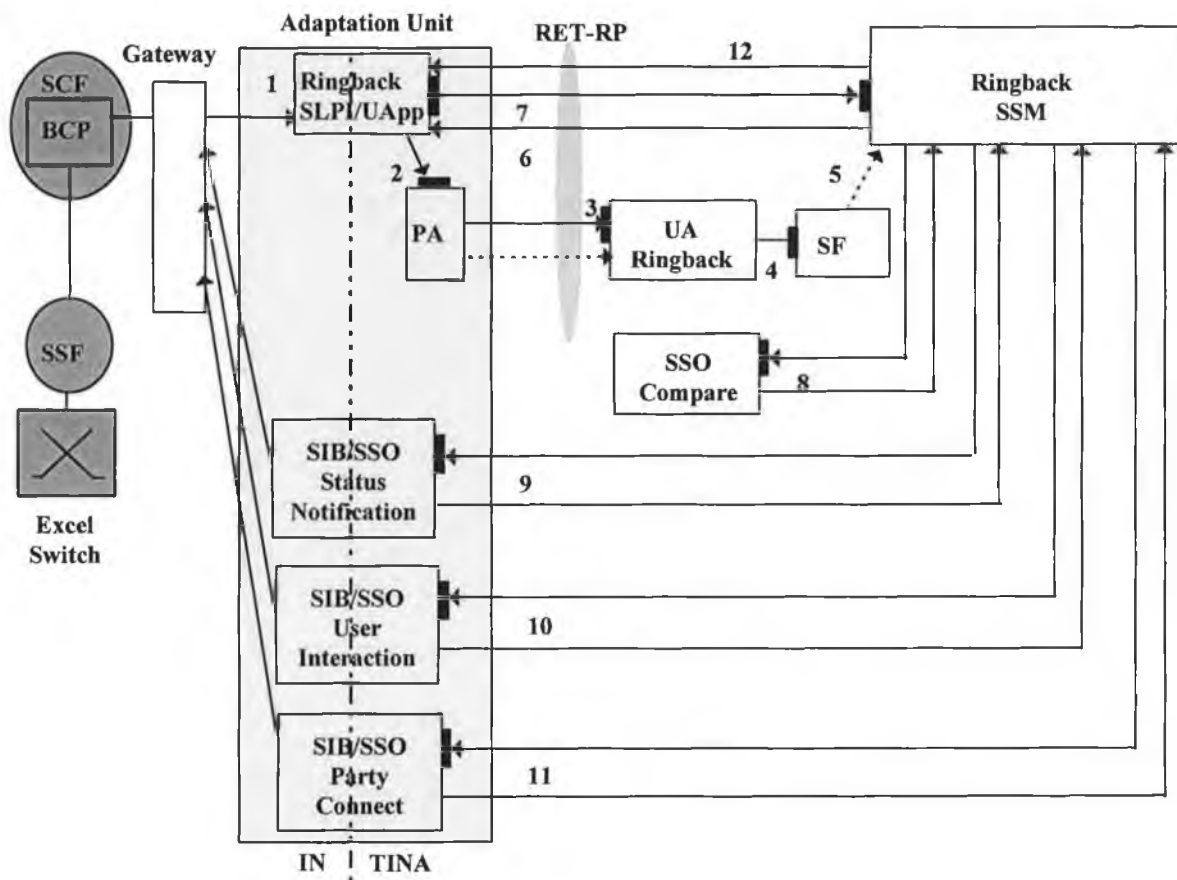 Adaptation Unit
RET-RP
Gateway
12
SCF
BCP
1
Ringback
SLPI/UApp
Ringback
SSM
7
6
2
5
3
PA
UA
Ringback
SF
4
SSF
SSO
Compare
8
SIB/SSO
Status
Notification
9
Excel
Switch
SIB/SSO
User
Interaction
10
SIB/SSO
Party
Connect
11
IN
TINA